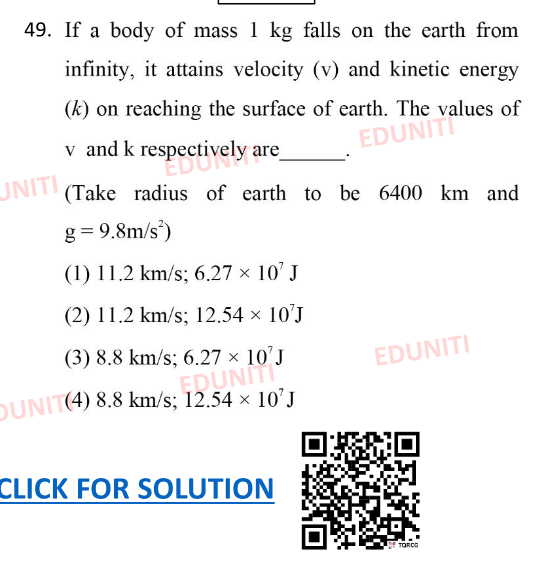 49. If a body of mass 1 kg falls on the earth from
infinity, it attains velocity (v) and kinetic energy
(k) on reaching the surface of earth. The values of
v and k respectively are______.
EDUNITI
EDUNITI
UNITI
(Take radius of earth to be 6400 km and
g = 9.8m/s²)
(1) 11.2 km/s; 6.27 × 10⁷ J
(2) 11.2 km/s; 12.54 × 10⁷J
(3) 8.8 km/s; 6.27 × 10⁷J
EDUNITI
EDUNITI
DUNIT
(4) 8.8 km/s; 12.54 × 10⁷J
CLICK FOR SOLUTION
TQRCG